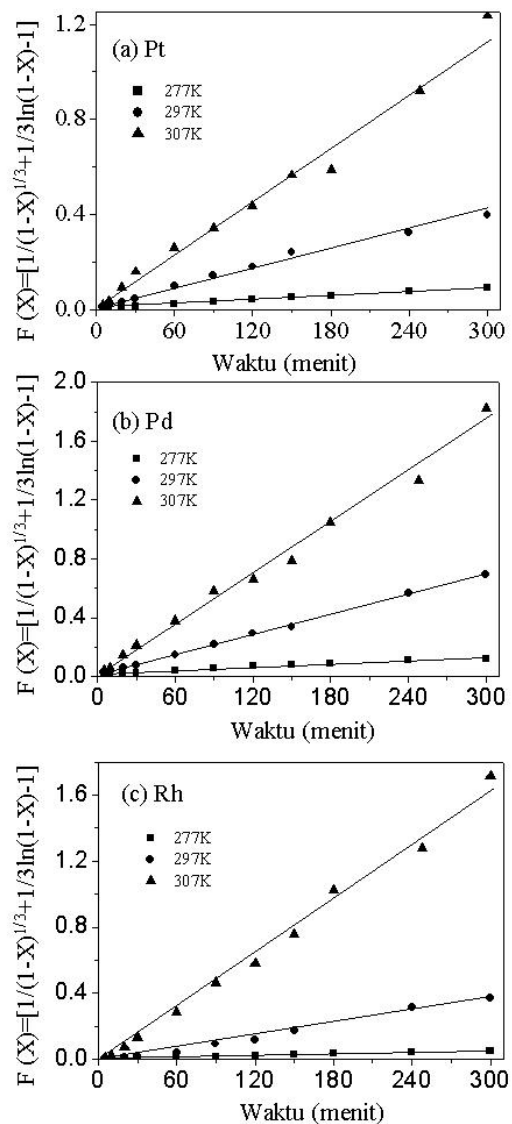 (a) Pt
277K
297K
307K
1.2
0.8
0.4
0.0
0 60 120 180 240 300
Waktu (menit)
F (X)=[1/(1-X)^{1/3}+1/3ln(1-X)-1]
(b) Pd
277K
297K
307K
2.0
1.6
1.2
0.8
0.4
0.0
0 60 120 180 240 300
Waktu (menit)
F (X)=[1/(1-X)^{1/3}+1/3ln(1-X)-1]
(c) Rh
277K
297K
307K
1.6
1.2
0.8
0.4
0.0
0 60 120 180 240 300
Waktu (menit)
F (X)=[1/(1-X)^{1/3}+1/3ln(1-X)-1]